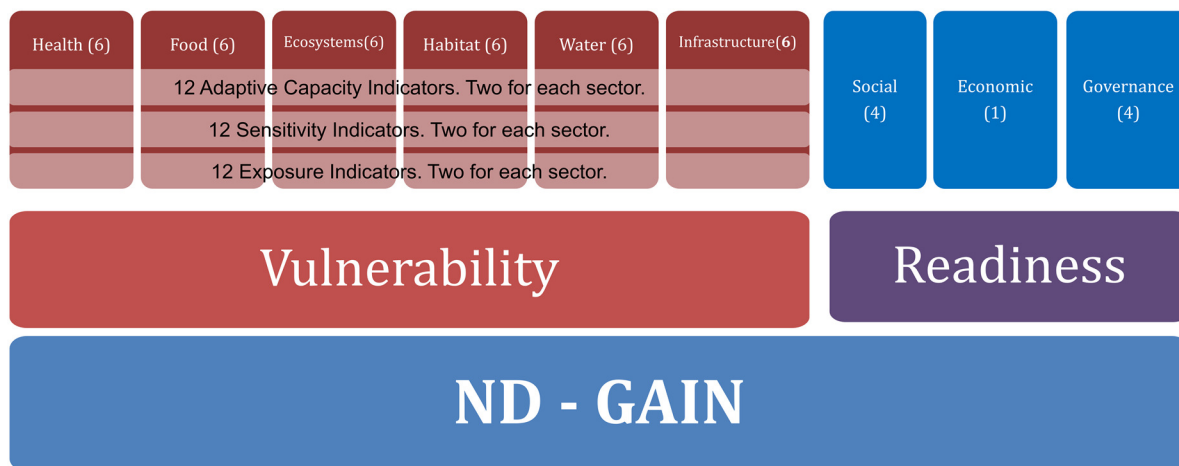 Health (6)
Food (6)
Ecosystems(6)
Habitat (6)
Water (6)
Infrastructure(6)
12 Adaptive Capacity Indicators. Two for each sector.
12 Sensitivity Indicators. Two for each sector.
12 Exposure Indicators. Two for each sector.
Social
(4)
Economic
(1)
Governance
(4)
Vulnerability
Readiness
ND - GAIN